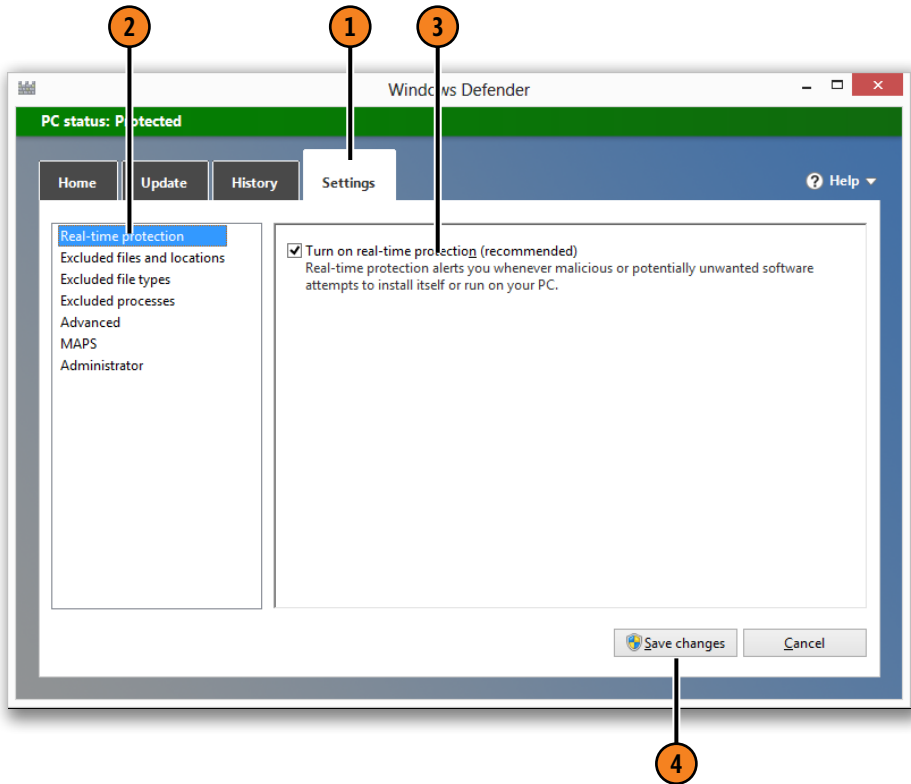 2 1 3
Windows Defender
PC status: Protected
Home Update History Settings Help
Real-time protection
Excluded files and locations
Excluded file types
Excluded processes
Advanced
MAPS
Administrator
Turn on real-time protection (recommended)
Real-time protection alerts you whenever malicious or potentially unwanted software
attempts to install itself or run on your PC.
Save changes Cancel
4